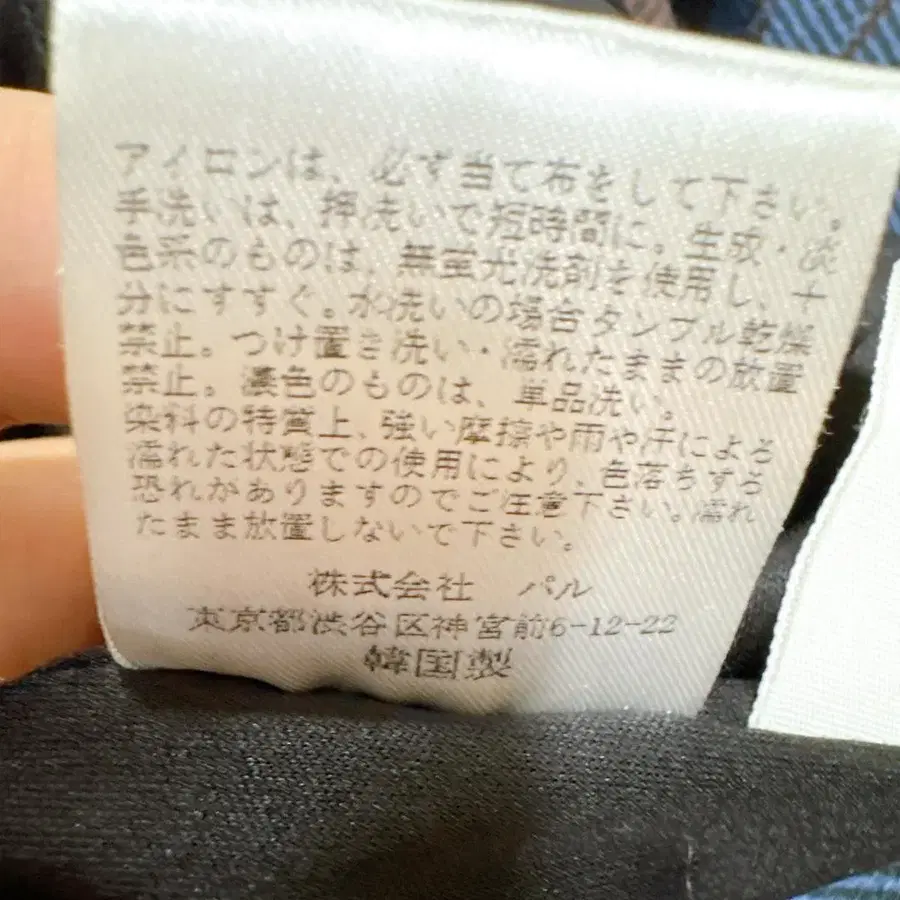 アイロンは、必ず当て布をして下さい。
手洗いは、押洗いで短時間に。生成・淡
色系のものは、無蛍光洗剤を使用し、十
分にすすぐ。水洗いの場合タンブル乾燥
禁止。つけ置き洗い・濡れたままの放置
禁止。濃色のものは、単品洗い。
染料の特質上、強い摩擦や雨や汗による
濡れた状態での使用により、色落ちする
恐れがありますのでご注意下さい。濡れ
たまま放置しないで下さい。
株式会社 パル
東京都渋谷区神宮前6-12-22
韓国製